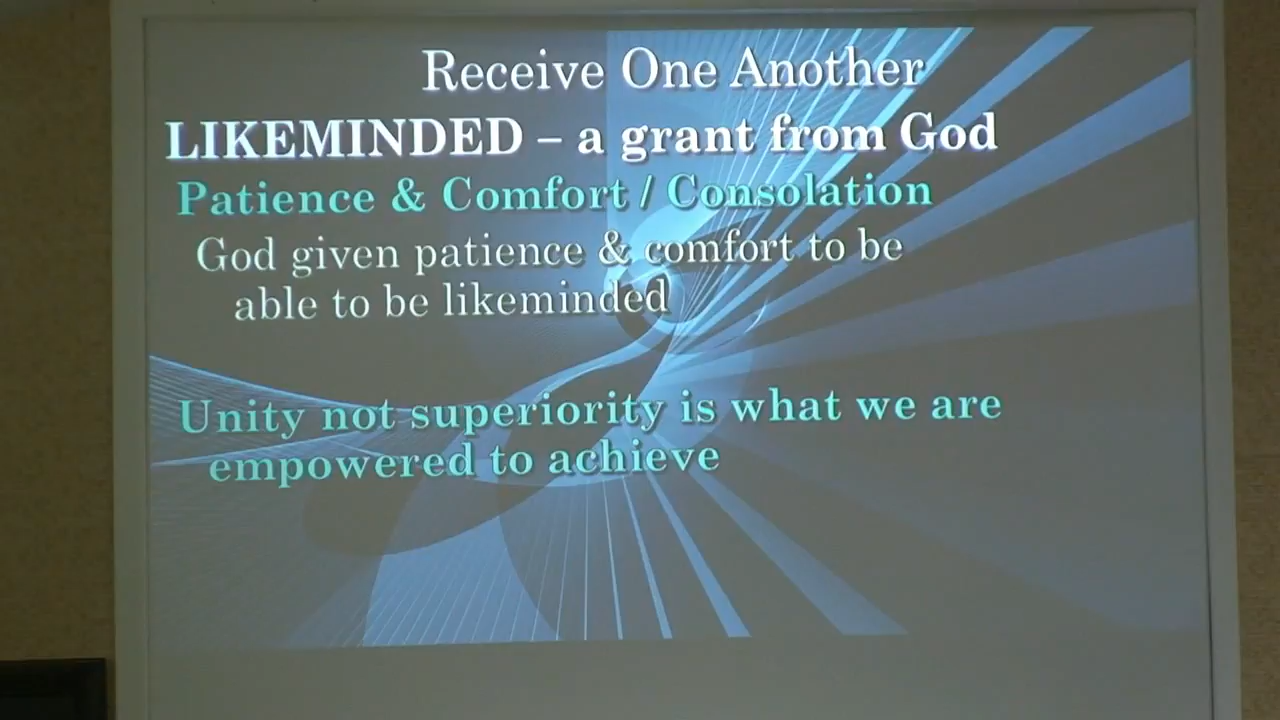 Receive One Another
LIKEMINDED – a grant from God
Patience & Comfort / Consolation
God given patience & comfort to be
able to be likeminded
Unity not superiority is what we are
empowered to achieve